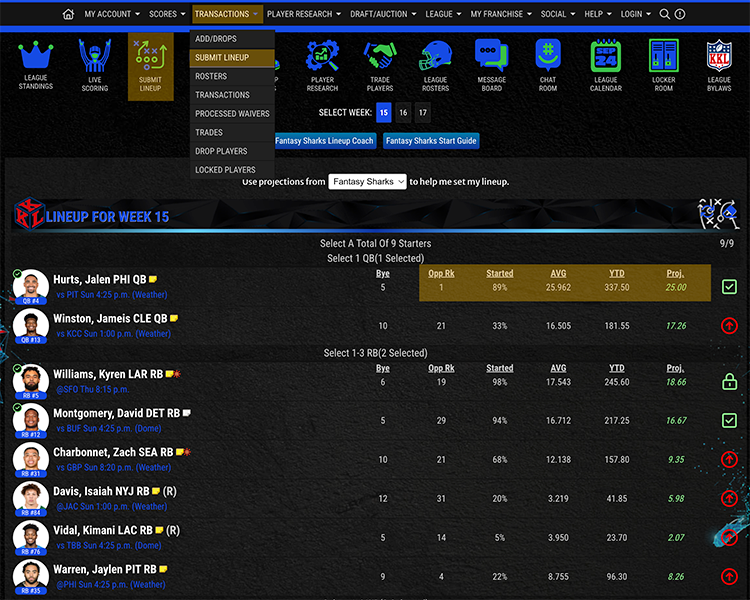 MY ACCOUNT SCORES TRANSACTIONS PLAYER RESEARCH DRAFT/AUCTION LEAGUE MY FRANCHISE SOCIAL HELP LOGIN
ADD/DROPS
SUBMIT LINEUP
ROSTERS
TRANSACTIONS
PROCESSED WAIVERS
TRADES
DROP PLAYERS
LOCKED PLAYERS
LEAGUE STANDINGS
LIVE SCORING
SUBMIT LINEUP
PLAYER RESEARCH
TRADE PLAYERS
LEAGUE ROSTERS
MESSAGE BOARD
#
CHAT ROOM
SEP 24
LEAGUE CALENDAR
LOCKER ROOM
KKL
LEAGUE BYLAWS
SELECT WEEK: 15 16 17
Fantasy Sharks Lineup Coach Fantasy Sharks Start Guide
Use projections from Fantasy Sharks to help me set my lineup.
KKL LINEUP FOR WEEK 15
Select A Total Of 9 Starters 9/9
Select 1 QB(1 Selected)
Bye Opp Rk Started AVG YTD Proj.
Hurts, Jalen PHI QB
vs PIT Sun 4:25 p.m. (Weather)
QB #4
5 1 89% 25.962 337.50 25.00
Winston, Jameis CLE QB
vs KCC Sun 1:00 p.m. (Weather)
QB #13
10 21 33% 16.505 181.55 17.26
Select 1-3 RB(2 Selected)
Bye Opp Rk Started AVG YTD Proj.
Williams, Kyren LAR RB
@SFO Thu 8:15 p.m.
RB #5
6 19 98% 17.543 245.60 18.66
Montgomery, David DET RB
vs BUF Sun 4:25 p.m. (Dome)
RB #12
5 29 94% 16.712 217.25 16.67
Charbonnet, Zach SEA RB
vs GBP Sun 8:20 p.m. (Weather)
RB #31
10 21 68% 12.138 157.80 9.35
Davis, Isaiah NYJ RB (R)
@JAC Sun 1:00 p.m. (Weather)
RB #84
12 31 20% 3.219 41.85 5.98
Vidal, Kimani LAC RB (R)
vs TBB Sun 4:25 p.m. (Dome)
RB #76
5 14 5% 3.950 23.70 2.07
Warren, Jaylen PIT RB
@PHI Sun 4:25 p.m. (Weather)
RB #35
9 4 22% 8.755 96.30 8.26